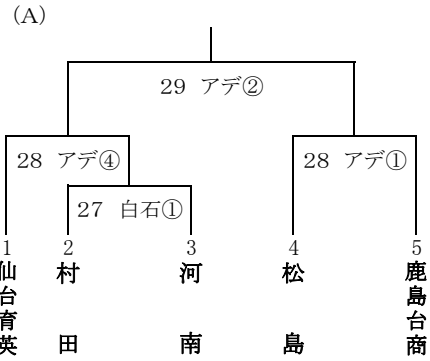 (A)
29 アデ②
28 アデ④
28 アデ①
27 白石①
1
2
3
4
5
仙台育英
村田
河南
松島
鹿島台商